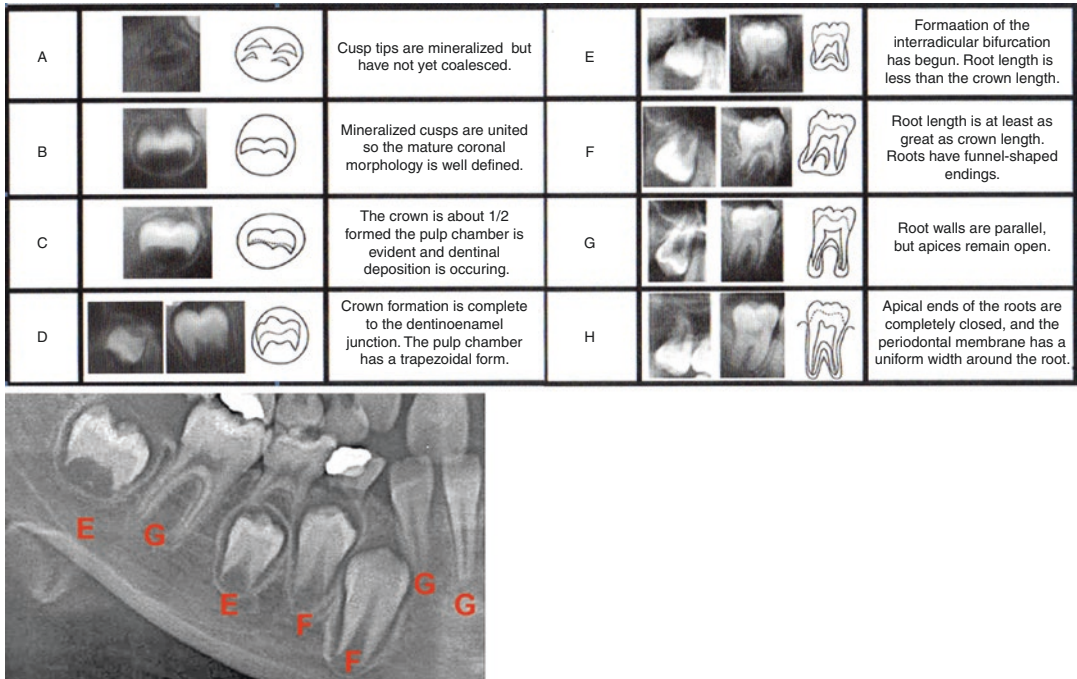 A
Cusp tips are mineralized but
have not yet coalesced.
B
Mineralized cusps are united
so the mature coronal
morphology is well defined.
C
The crown is about 1/2
formed the pulp chamber is
evident and dentinal
deposition is occuring.
D
Crown formation is complete
to the dentinoenamel
junction. The pulp chamber
has a trapezoidal form.
E
Formaation of the
interradicular bifurcation
has begun. Root length is
less than the crown length.
F
Root length is at least as
great as crown length.
Roots have funnel-shaped
endings.
G
Root walls are parallel,
but apices remain open.
H
Apical ends of the roots are
completely closed, and the
periodontal membrane has a
uniform width around the root.
E
G
E
F
F
G
G